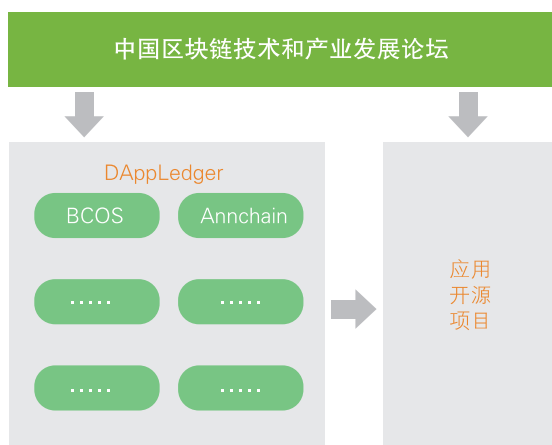 中国区块链技术和产业发展论坛
DAppLedger
BCOS Annchain
..... .....
..... .....
应用
开源
项目